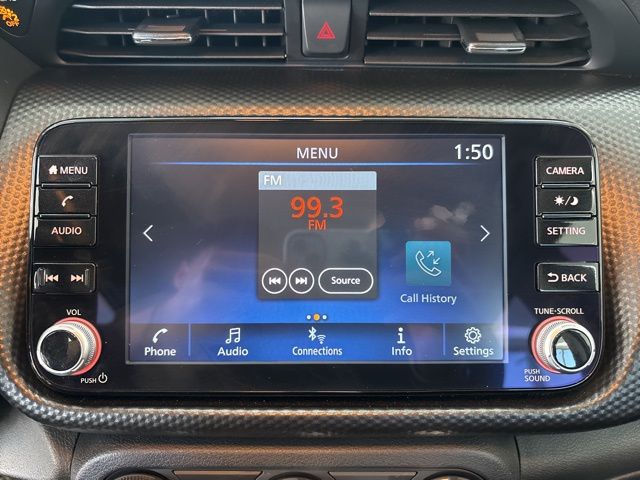 OFF
MENU
1:50
MENU
CAMERA
FM
99.3
FM
AUDIO
SETTING
BACK
Source
Call History
VOL
TUNE·SCROLL
Phone
Audio
Connections
Info
Settings
PUSH
PUSH
SOUND